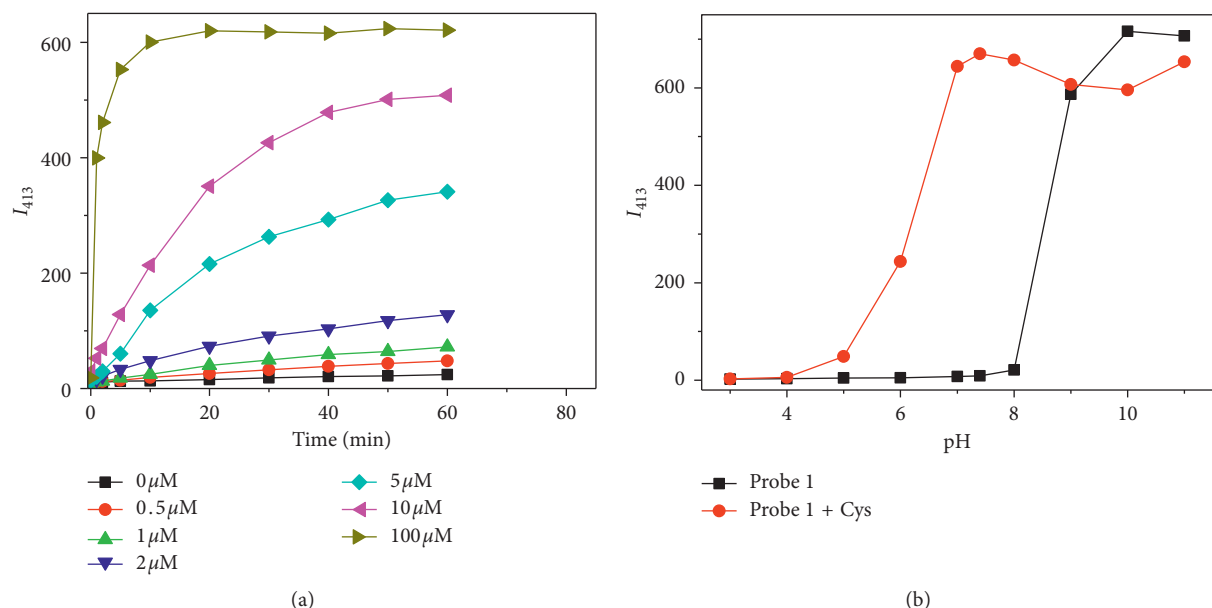 600
400
200
0
I413
0
20
40
60
80
Time (min)
0 μM
0.5 μM
1 μM
2 μM
5 μM
10 μM
100 μM
(a)
600
400
200
0
I413
4
6
8
10
pH
Probe 1
Probe 1 + Cys
(b)